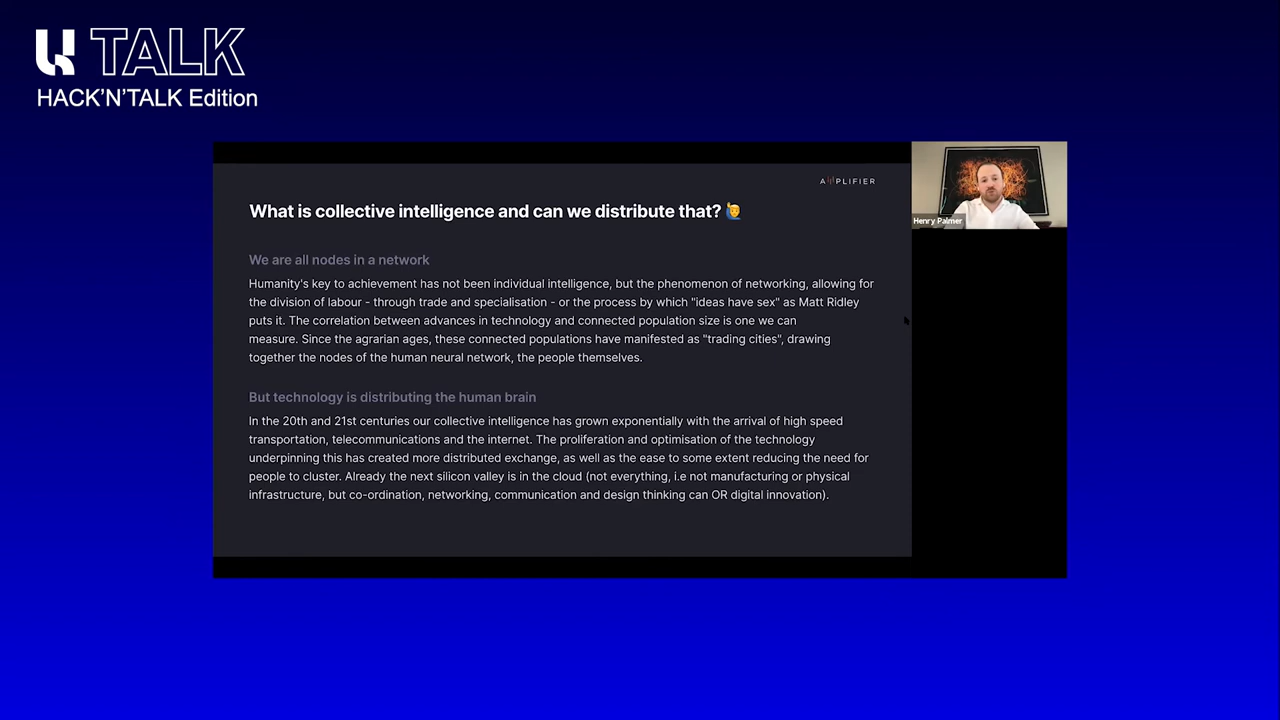 TALK
HACK'N'TALK Edition
AMPLIFIER
What is collective intelligence and can we distribute that? 🙋‍♂️
Henry Palmer
We are all nodes in a network
Humanity's key to achievement has not been individual intelligence, but the phenomenon of networking, allowing for
the division of labour - through trade and specialisation - or the process by which "ideas have sex" as Matt Ridley
puts it. The correlation between advances in technology and connected population size is one we can
measure. Since the agrarian ages, these connected populations have manifested as "trading cities", drawing
together the nodes of the human neural network, the people themselves.
But technology is distributing the human brain
In the 20th and 21st centuries our collective intelligence has grown exponentially with the arrival of high speed
transportation, telecommunications and the internet. The proliferation and optimisation of the technology
underpinning this has created more distributed exchange, as well as the ease to some extent reducing the need for
people to cluster. Already the next silicon valley is in the cloud (not everything, i.e not manufacturing or physical
infrastructure, but co-ordination, networking, communication and design thinking can OR digital innovation).